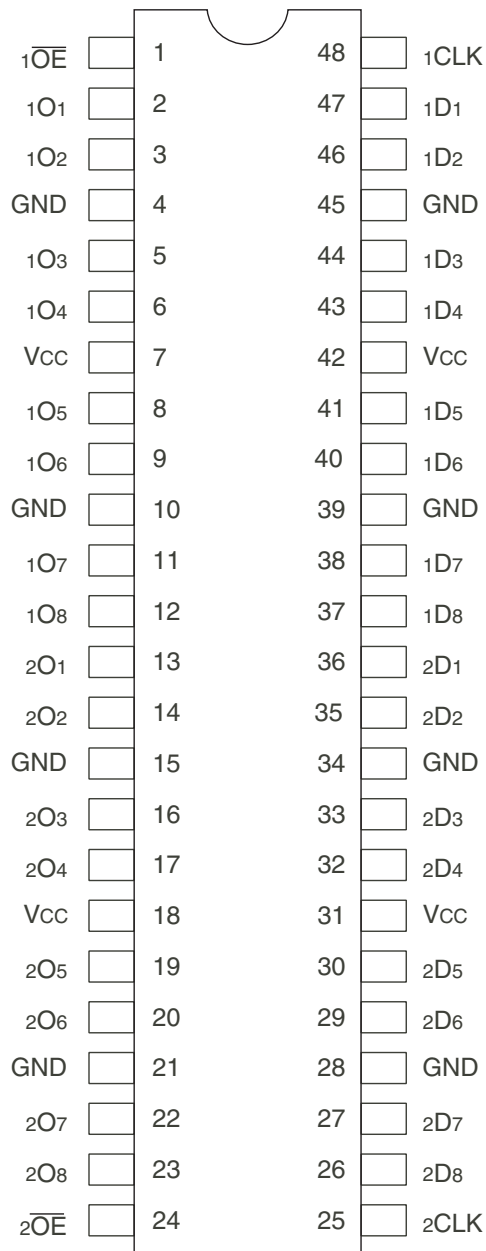 1OE 1 48 1CLK
1O1 2 47 1D1
1O2 3 46 1D2
GND 4 45 GND
1O3 5 44 1D3
1O4 6 43 1D4
VCC 7 42 VCC
1O5 8 41 1D5
1O6 9 40 1D6
GND 10 39 GND
1O7 11 38 1D7
1O8 12 37 1D8
2O1 13 36 2D1
2O2 14 35 2D2
GND 15 34 GND
2O3 16 33 2D3
2O4 17 32 2D4
VCC 18 31 VCC
2O5 19 30 2D5
2O6 20 29 2D6
GND 21 28 GND
2O7 22 27 2D7
2O8 23 26 2D8
2OE 24 25 2CLK